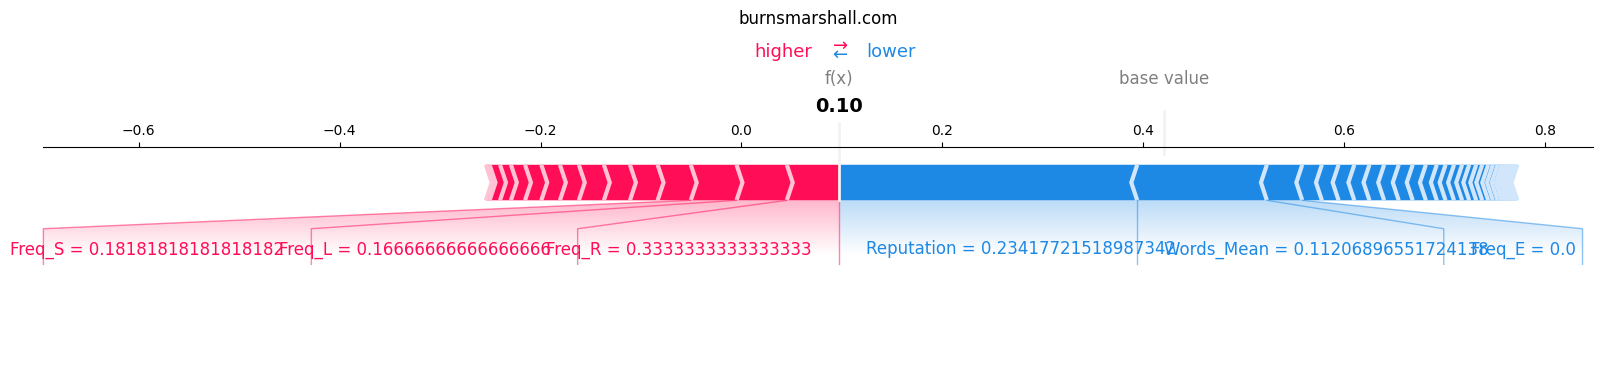 burnsmarshall.com
higher ⇄ lower
f(x) base value
0.10
−0.6 −0.4 −0.2 0.0 0.2 0.4 0.6 0.8
Freq_S = 0.18181818181818182 Freq_L = 0.16666666666666666 Freq_R = 0.3333333333333333 Reputation = 0.23417721518987342 Words_Mean = 0.11206896551724138 Freq_E = 0.0